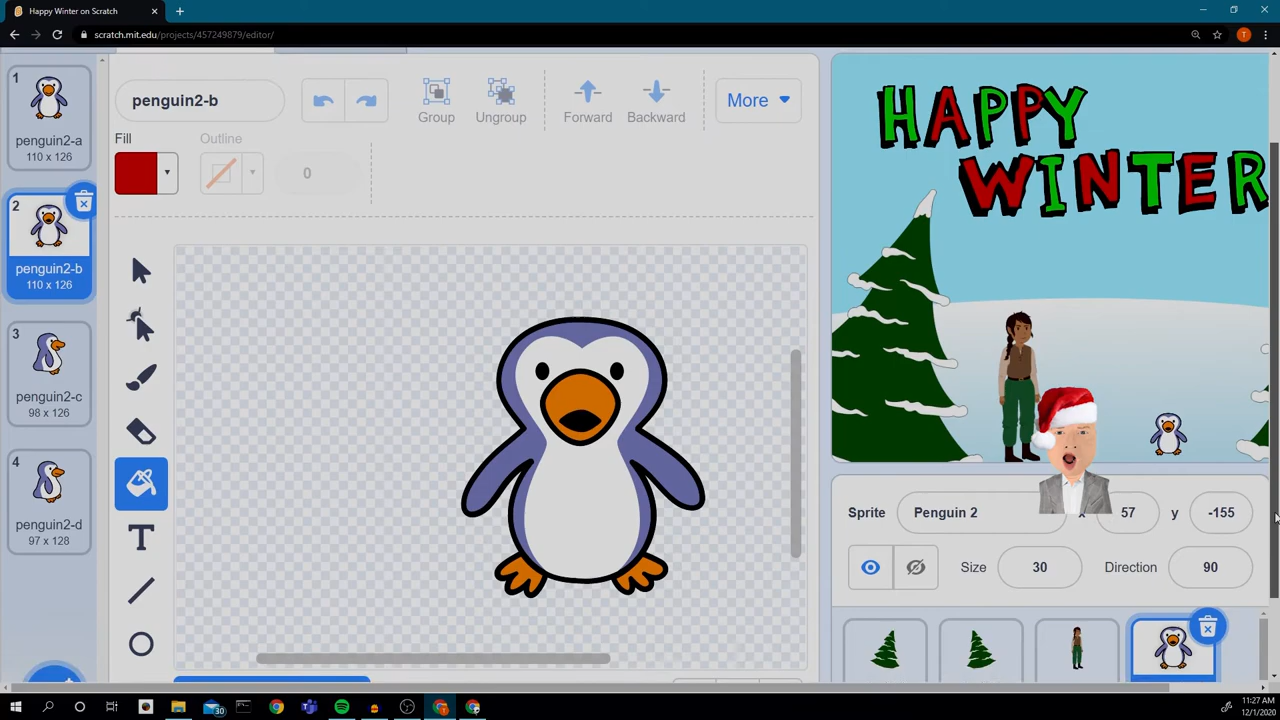 Happy Winter on Scratch
scratch.mit.edu/projects/457249879/editor/
T
1
penguin2-a
110 x 126
2
penguin2-b
110 x 126
3
penguin2-c
98 x 126
4
penguin2-d
97 x 128
penguin2-b
Group
Ungroup
Forward
Backward
More
Fill
Outline
0
T
HAPPY
WINTER
Sprite
Penguin 2
57
y
-155
Size
30
Direction
90
30
11:27 AM
12/1/2020